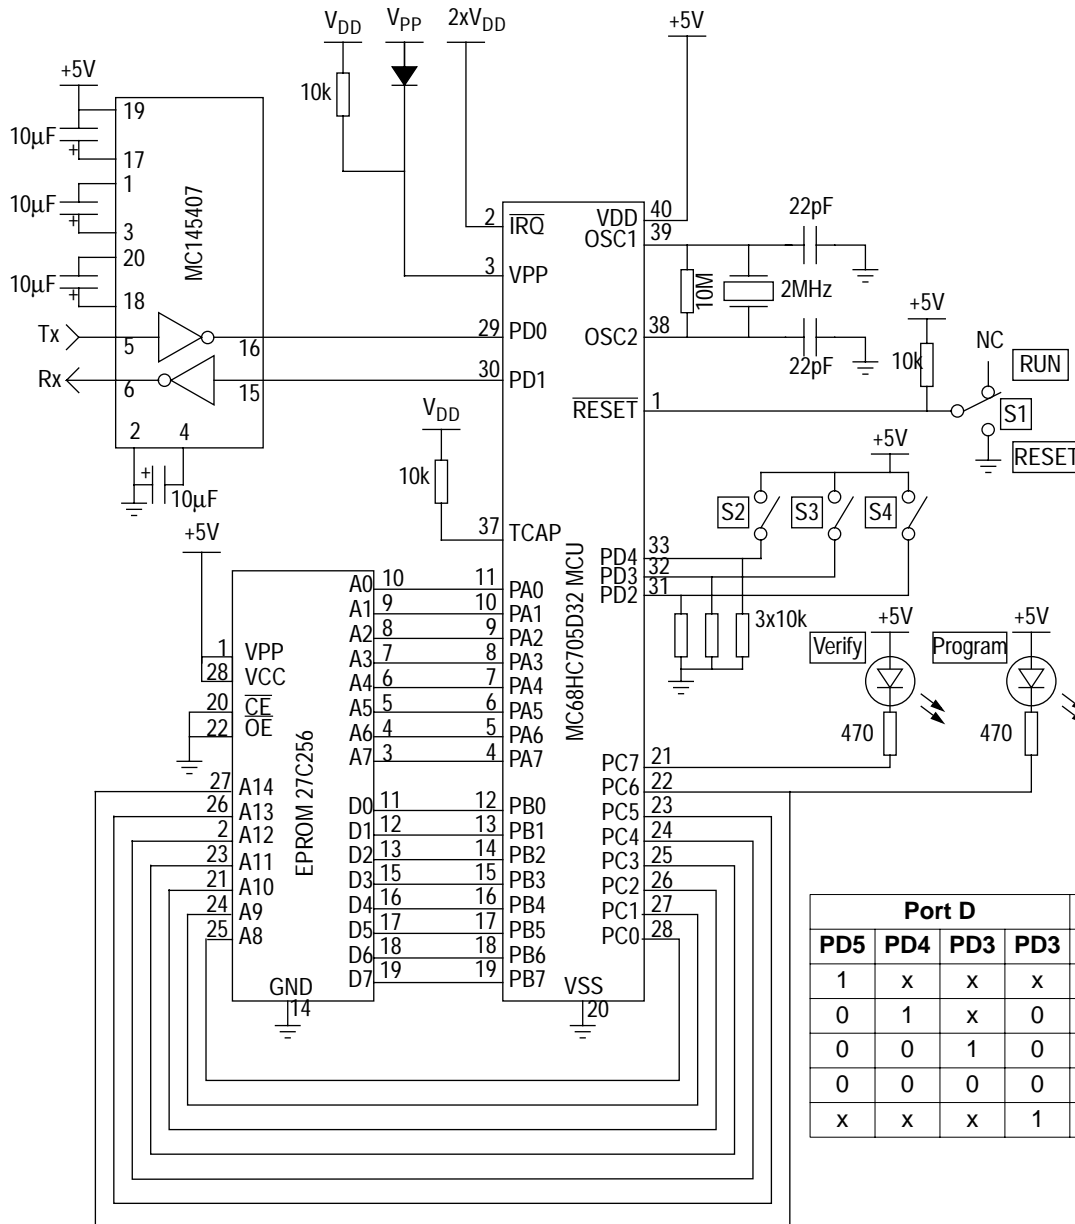 V_DD V_PP 2xV_DD +5V
+5V
10k
19
10µF
+
17
1
10µF
+
3
20
10µF
+
18
MC145407
Tx
5 16
Rx
6 15
2 4
+
10µF
2 IRQ
3 VPP
29 PD0
30 PD1
V_DD
10k
37 TCAP
VDD 40
OSC1 39
22pF
10M
2MHz
OSC2 38
22pF
+5V
NC
RUN
10k
RESET 1
S1
RESET
+5V
S2 S3 S4
PD4 33
PD3 32
PD2 31
3x10k
MC68HC705D32 MCU
Verify +5V Program +5V
470 470
+5V
1 VPP
28 VCC
20 CE
22 OE
EPROM 27C256
A0 10 11 PA0
A1 9 10 PA1
A2 8 9 PA2
A3 7 8 PA3
A4 6 7 PA4
A5 5 6 PA5
A6 4 5 PA6
A7 3 4 PA7
27 A14
26 A13
2 A12
23 A11
21 A10
24 A9
25 A8
D0 11 12 PB0
D1 12 13 PB1
D2 13 14 PB2
D3 15 15 PB3
D4 16 16 PB4
D5 17 17 PB5
D6 18 18 PB6
D7 19 19 PB7
PC7 21
PC6 22
PC5 23
PC4 24
PC3 25
PC2 26
PC1 27
PC0 28
GND
14
VSS
20
Port D
PD5 PD4 PD3 PD3
1 x x x
0 1 x 0
0 0 1 0
0 0 0 0
x x x 1